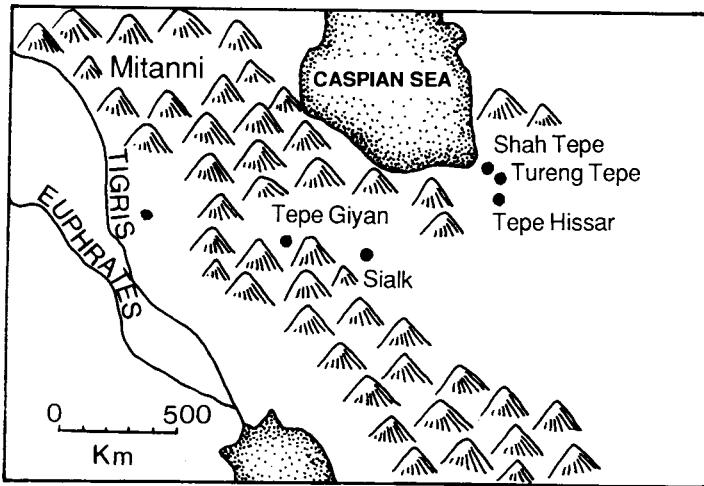 Mitanni
CASPIAN SEA
Shah Tepe
Tureng Tepe
TIGRIS
EUPHRATES
Tepe Giyan
Tepe Hissar
Sialk
0 500
Km